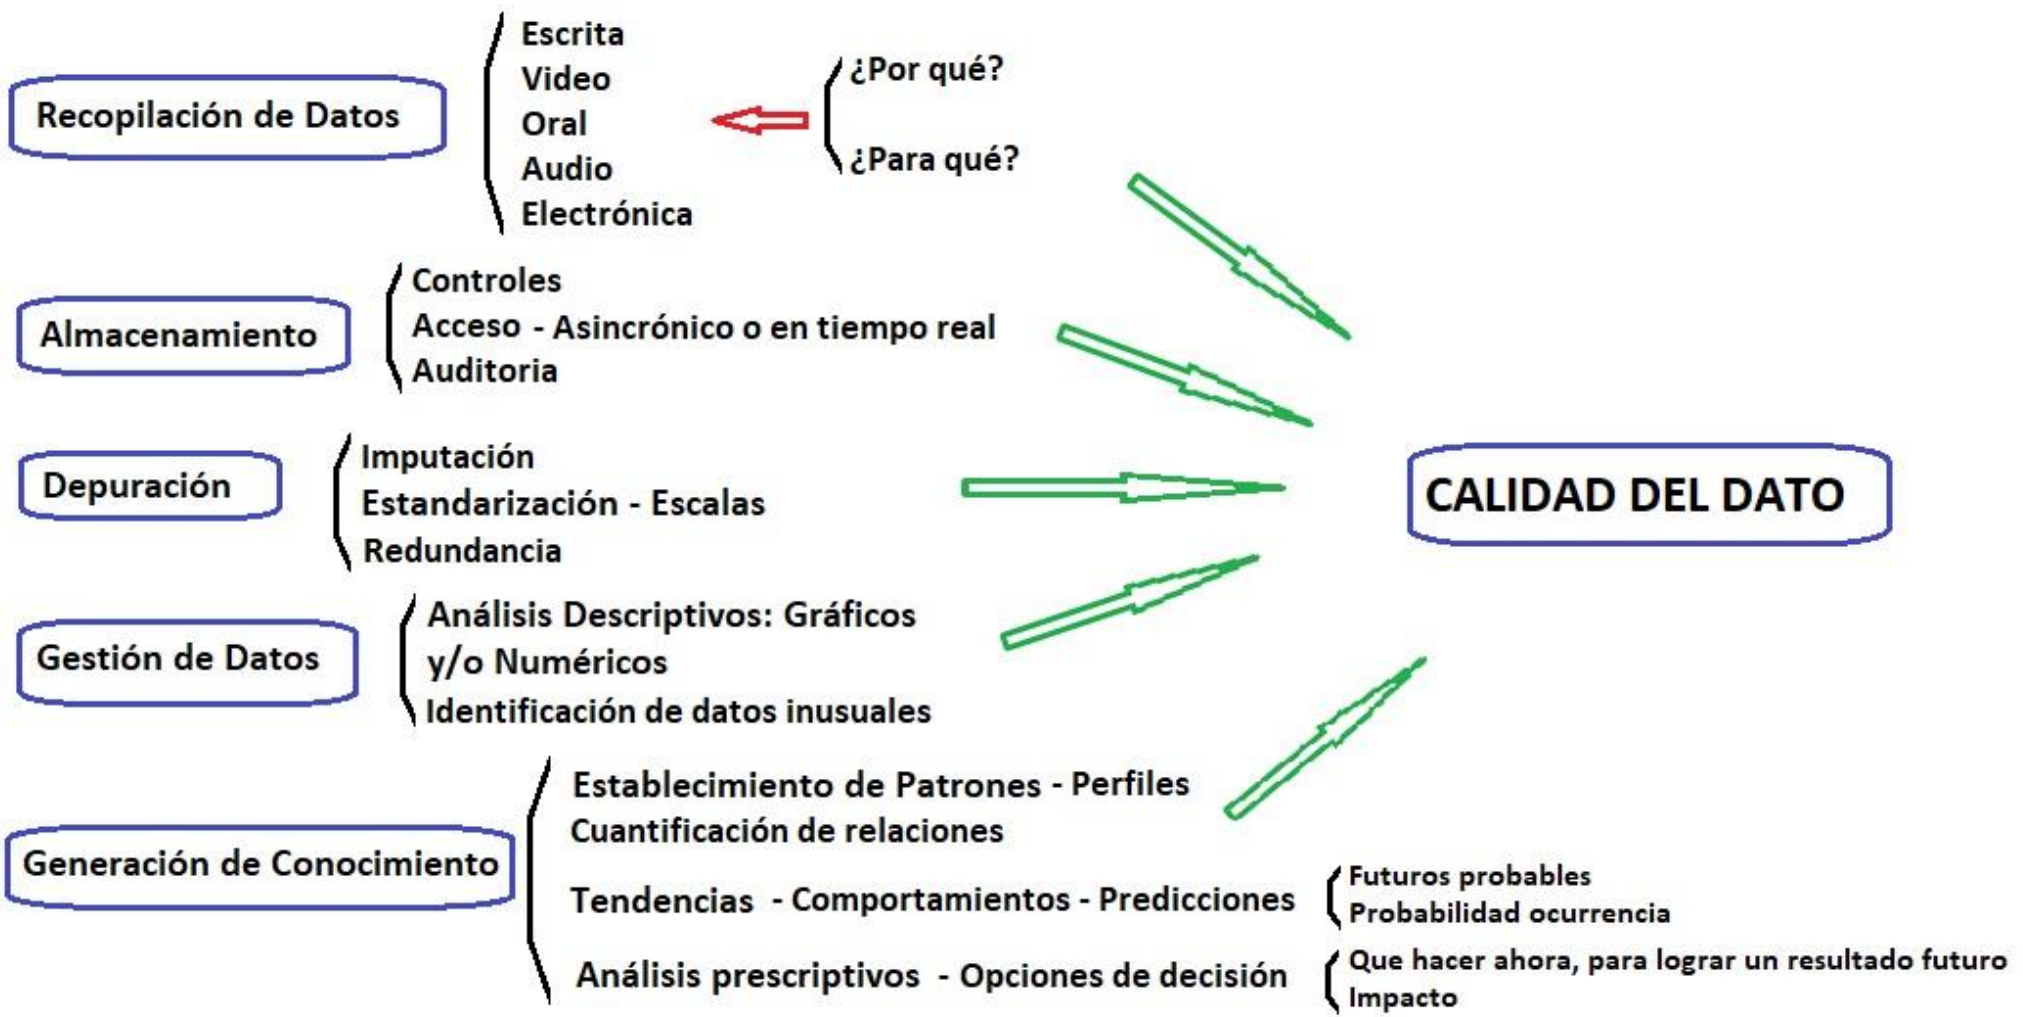 Recopilación de Datos
Escrita
Video
Oral
Audio
Electrónica
¿Por qué?
¿Para qué?
Almacenamiento
Controles
Acceso - Asincrónico o en tiempo real
Auditoria
Depuración
Imputación
Estandarización - Escalas
Redundancia
CALIDAD DEL DATO
Gestión de Datos
Análisis Descriptivos: Gráficos
y/o Numéricos
Identificación de datos inusuales
Generación de Conocimiento
Establecimiento de Patrones - Perfiles
Cuantificación de relaciones
Tendencias - Comportamientos - Predicciones
Futuros probables
Probabilidad ocurrencia
Análisis prescriptivos - Opciones de decisión
Que hacer ahora, para lograr un resultado futuro
Impacto